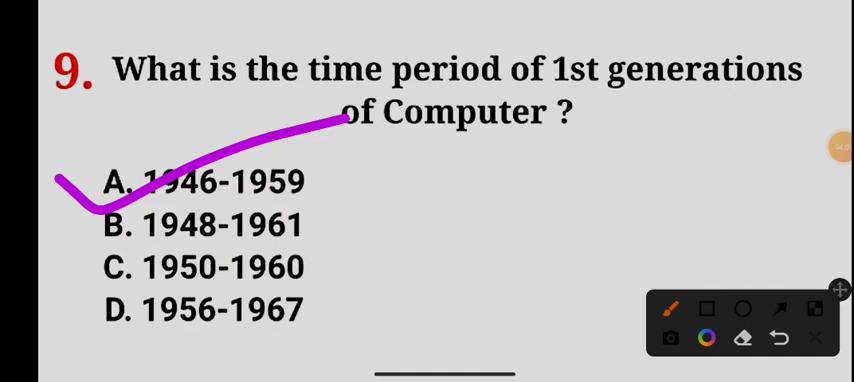 9. What is the time period of 1st generations
of Computer ?
A. 1946-1959
B. 1948-1961
C. 1950-1960
D. 1956-1967